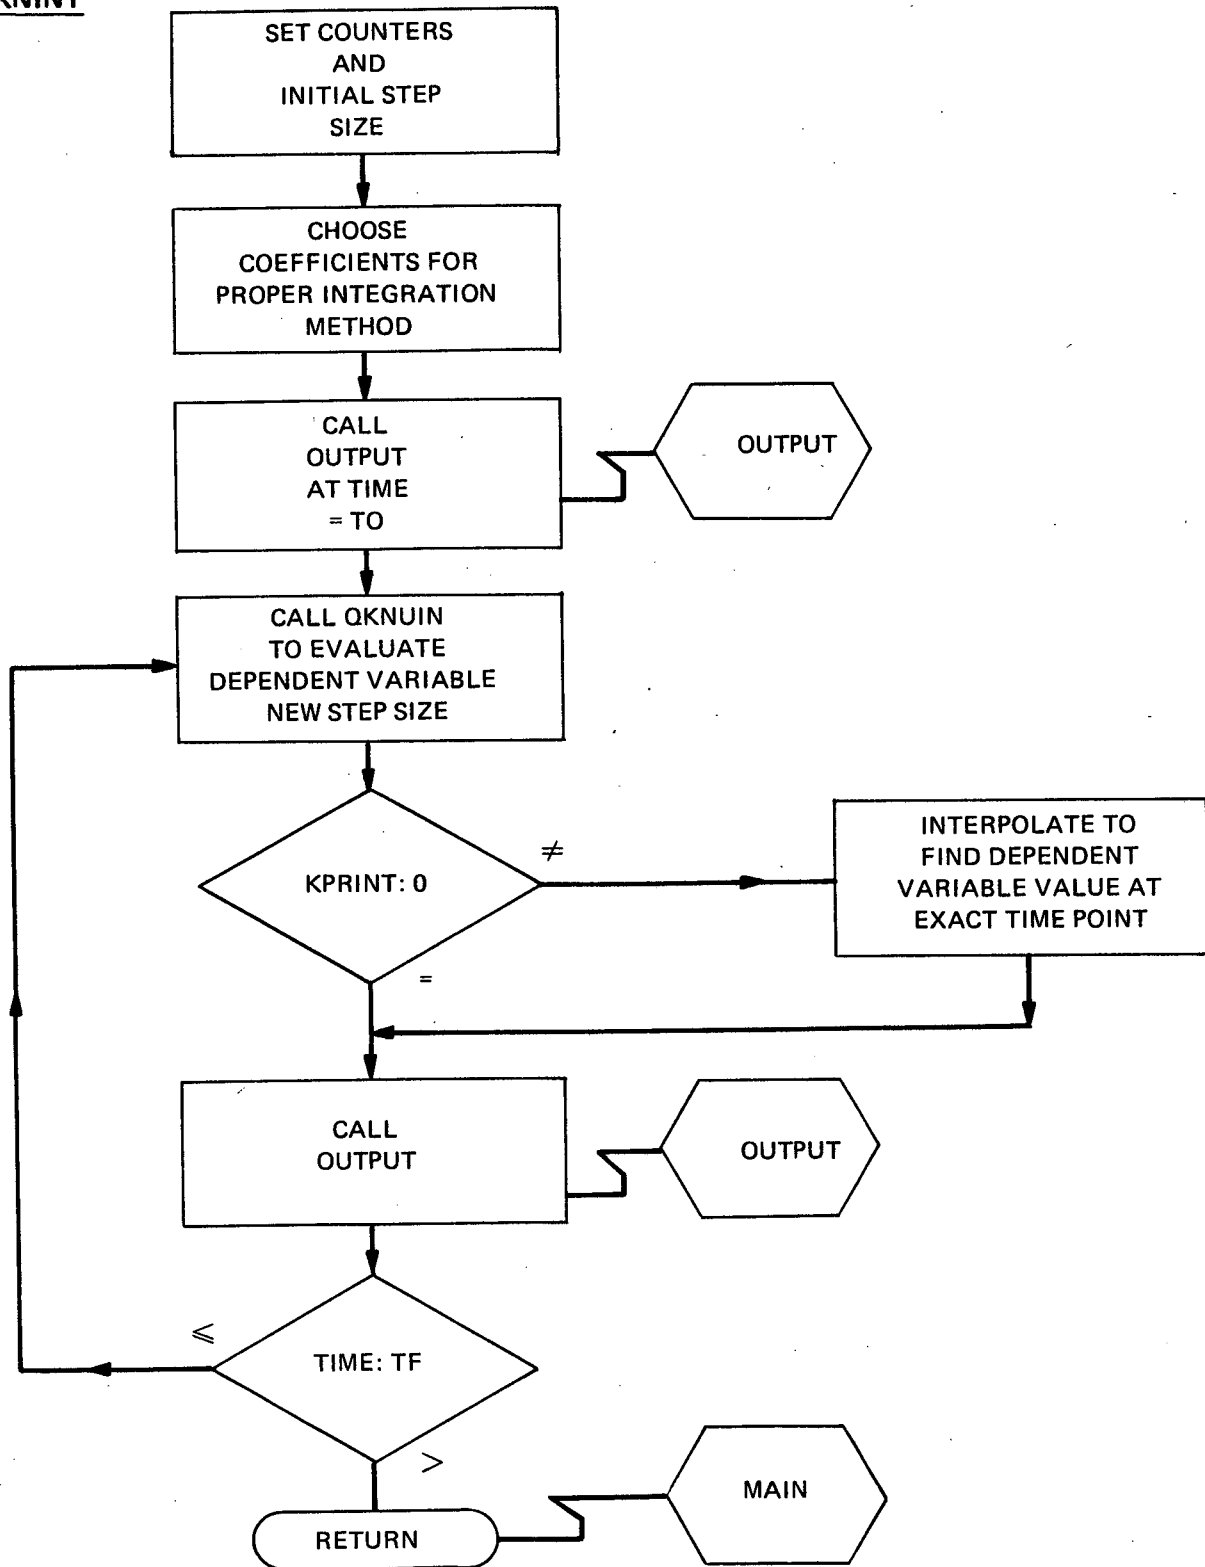 SET COUNTERS
AND
INITIAL STEP
SIZE
CHOOSE
COEFFICIENTS FOR
PROPER INTEGRATION
METHOD
CALL
OUTPUT
AT TIME
= TO
OUTPUT
CALL QKNUIN
TO EVALUATE
DEPENDENT VARIABLE
NEW STEP SIZE
KPRINT: 0
≠
=
INTERPOLATE TO
FIND DEPENDENT
VARIABLE VALUE AT
EXACT TIME POINT
CALL
OUTPUT
OUTPUT
≤
TIME: TF
>
RETURN
MAIN